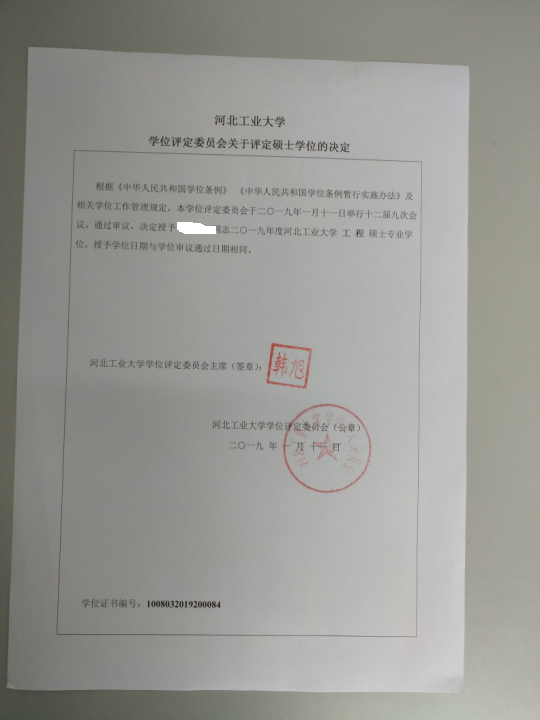 河北工业大学
学位评定委员会关于评定硕士学位的决定
根据《中华人民共和国学位条例》 《中华人民共和国学位条例暂行实施办法》及
相关学位工作管理规定，本学位评定委员会于二〇一九年一月十一日举行十二届九次会
议，通过审议，决定授予 同志二〇一九年度河北工业大学 工 程 硕士专业学
位。授予学位日期与学位审议通过日期相同。
河北工业大学学位评定委员会主席（签章）：
韩旭
河北工业大学学位评定委员会（公章）
二〇一九 年 一 月 十一 日
学位证书编号：1008032019200084